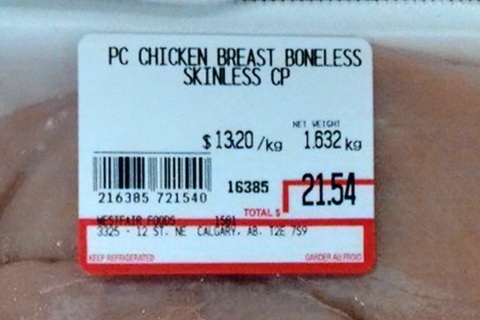 PC CHICKEN BREAST BONELESS
SKINLESS CP
NET WEIGHT
$ 13.20 /kg 1.632 kg
216385 721540
16385
TOTAL $ 21.54
WESTFAIR FOODS 1581
3325 - 12 ST. NE CALGARY, AB. T2E 7S9
KEEP REFRIGERATED GARDER AU FROID